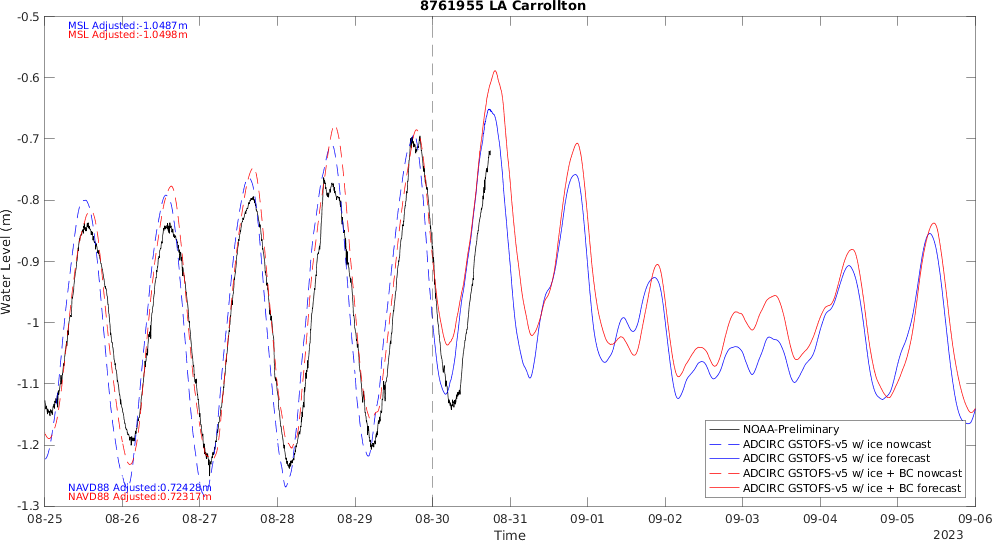 8761955 LA Carrollton
MSL Adjusted:-1.0487m
MSL Adjusted:-1.0498m
-0.5
-0.6
-0.7
-0.8
-0.9
-1
-1.1
-1.2
-1.3
Water Level (m)
NOAA-Preliminary
ADCIRC GSTOFS-v5 w/ ice nowcast
ADCIRC GSTOFS-v5 w/ ice forecast
ADCIRC GSTOFS-v5 w/ ice + BC nowcast
ADCIRC GSTOFS-v5 w/ ice + BC forecast
NAVD88 Adjusted:0.72428m
NAVD88 Adjusted:0.72317m
08-25 08-26 08-27 08-28 08-29 08-30 08-31 09-01 09-02 09-03 09-04 09-05 09-06
Time
2023